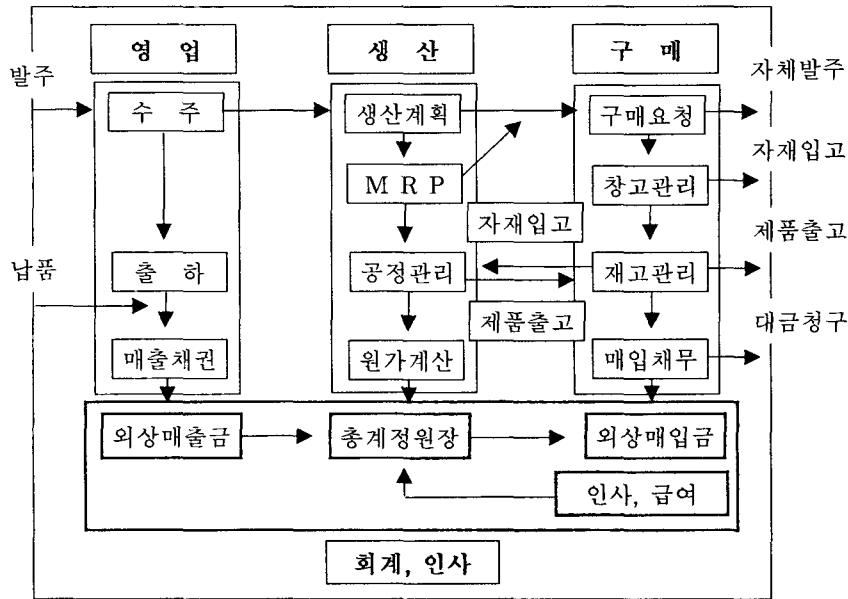 영 업
생 산
구 매
발주
자체발주
수 주
생산계획
구매요청
자재입고
M R P
창고관리
자재입고
제품출고
납품
출 하
공정관리
재고관리
제품출고
대금청구
매출채권
원가계산
매입채무
외상매출금
총계정원장
외상매입금
인사, 급여
회계, 인사